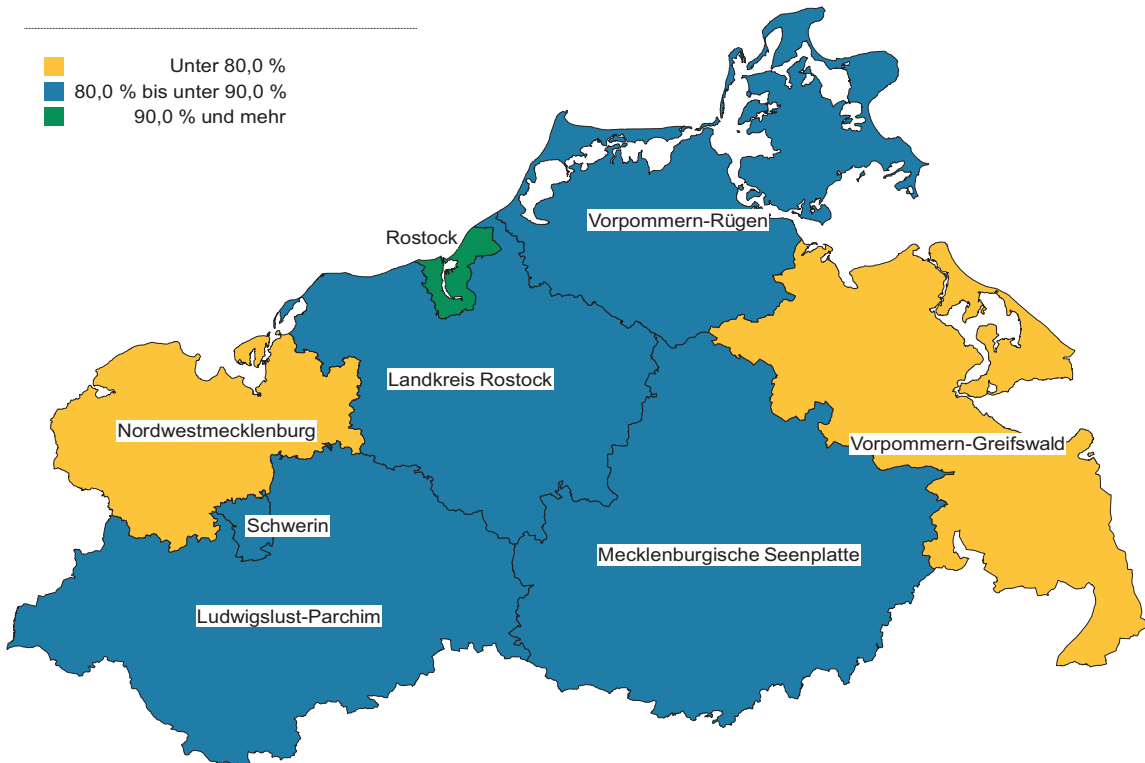 Unter 80,0 %
80,0 % bis unter 90,0 %
90,0 % und mehr
Vorpommern-Rügen
Rostock
Landkreis Rostock
Nordwestmecklenburg
Vorpommern-Greifswald
Schwerin
Mecklenburgische Seenplatte
Ludwigslust-Parchim